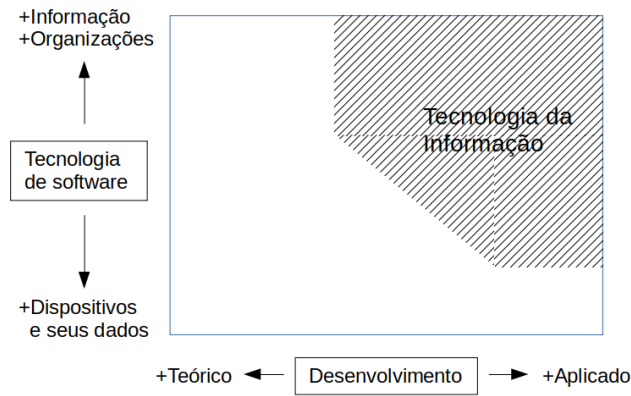 +Informação
+Organizações
Tecnologia
de software
+Dispositivos
e seus dados
Tecnologia da
Informação
+Teórico
Desenvolvimento
+Aplicado